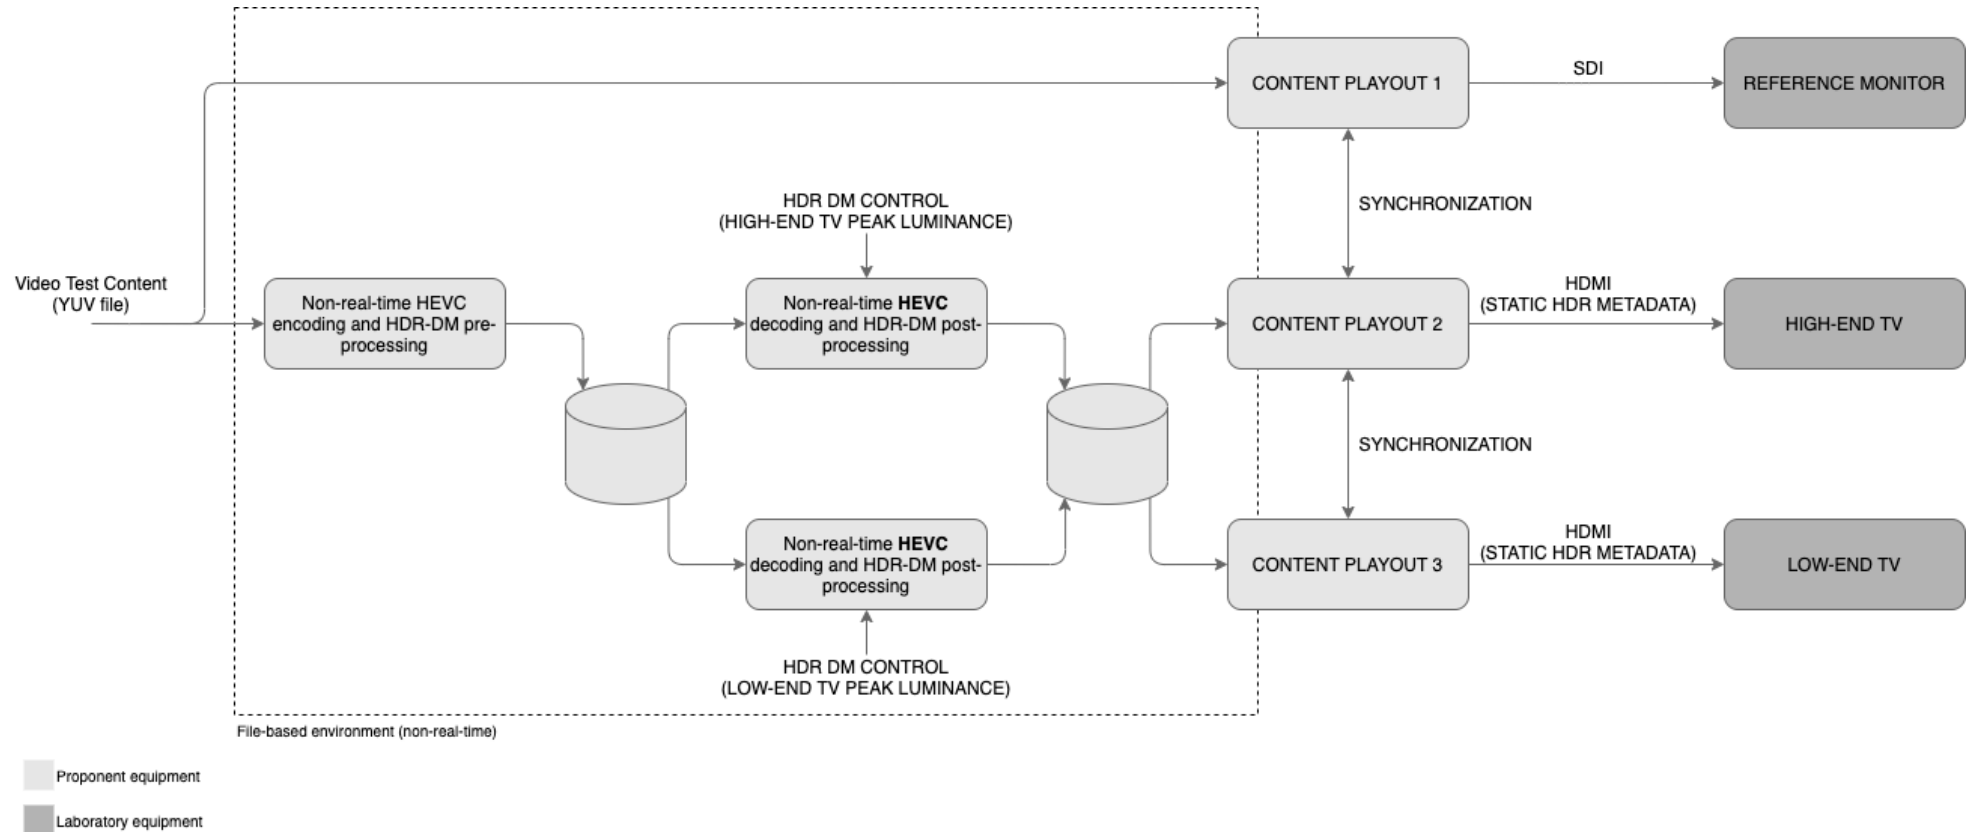 CONTENT PLAYOUT 1
SDI
REFERENCE MONITOR
HDR DM CONTROL
(HIGH-END TV PEAK LUMINANCE)
SYNCHRONIZATION
Video Test Content
(YUV file)
Non-real-time HEVC
encoding and HDR-DM pre-
processing
Non-real-time HEVC
decoding and HDR-DM post-
processing
CONTENT PLAYOUT 2
HDMI
(STATIC HDR METADATA)
HIGH-END TV
SYNCHRONIZATION
Non-real-time HEVC
decoding and HDR-DM post-
processing
CONTENT PLAYOUT 3
HDMI
(STATIC HDR METADATA)
LOW-END TV
HDR DM CONTROL
(LOW-END TV PEAK LUMINANCE)
File-based environment (non-real-time)
Proponent equipment
Laboratory equipment